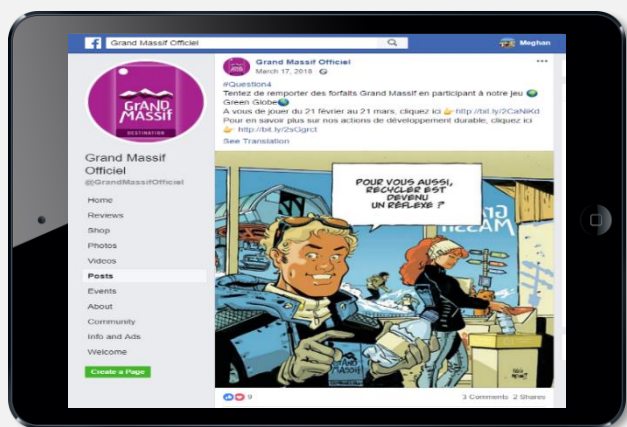 Grand Massif Officiel
Meghan
GRAND
MASSIF
DESTINATION
Grand Massif
Officiel
@GrandMassifOfficiel
Home
Reviews
Shop
Photos
Videos
Posts
Events
About
Community
Info and Ads
Welcome
Create a Page
Grand Massif Officiel
March 17, 2018
#Question4
Tentez de remporter des forfaits Grand Massif en participant à notre jeu
Green Globe
A vous de jouer du 21 février au 21 mars, cliquez ici 👉 http://bit.ly/2CaNiKd
Pour en savoir plus sur nos actions de développement durable, cliquez ici
👉 http://bit.ly/2sGgrct
See Translation
POUR VOUS AUSSI,
RECYCLER EST
DEVENU
UN RÉFLEXE ?"
GRAND
MASSIF
GRAND
MASSIF
9
3 Comments 2 Shares